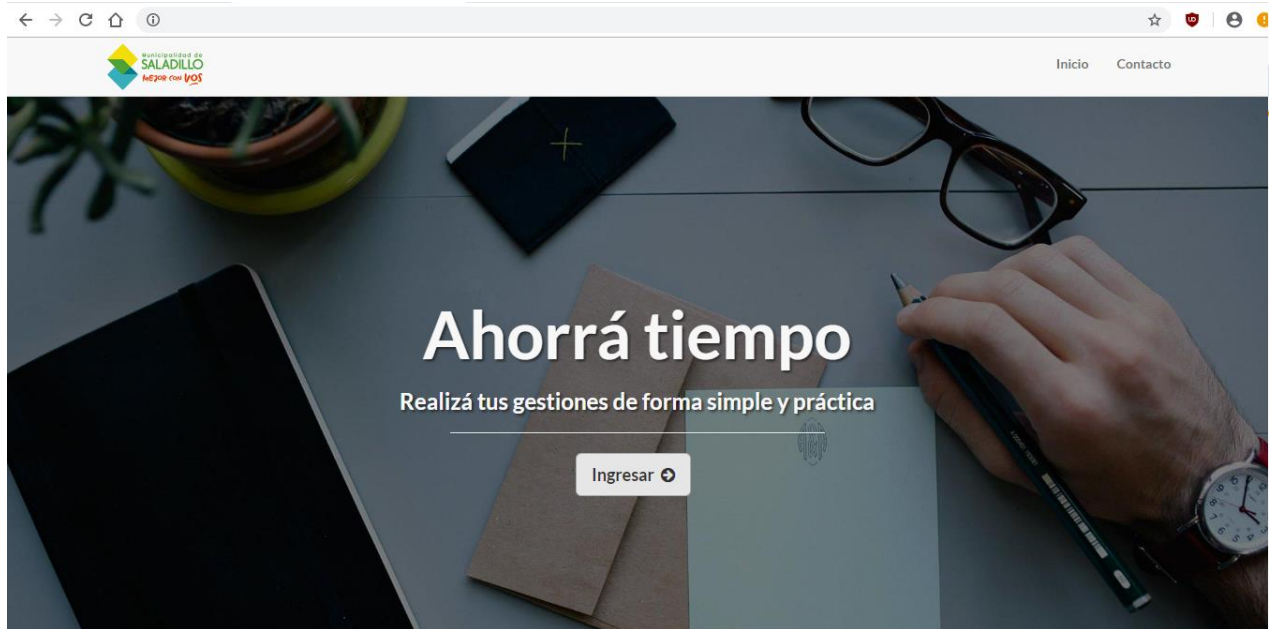 Municipalidad de
SALADILLO
MEJOR CON VOS
Inicio Contacto
Ahorrá tiempo
Realizá tus gestiones de forma simple y práctica
Ingresar